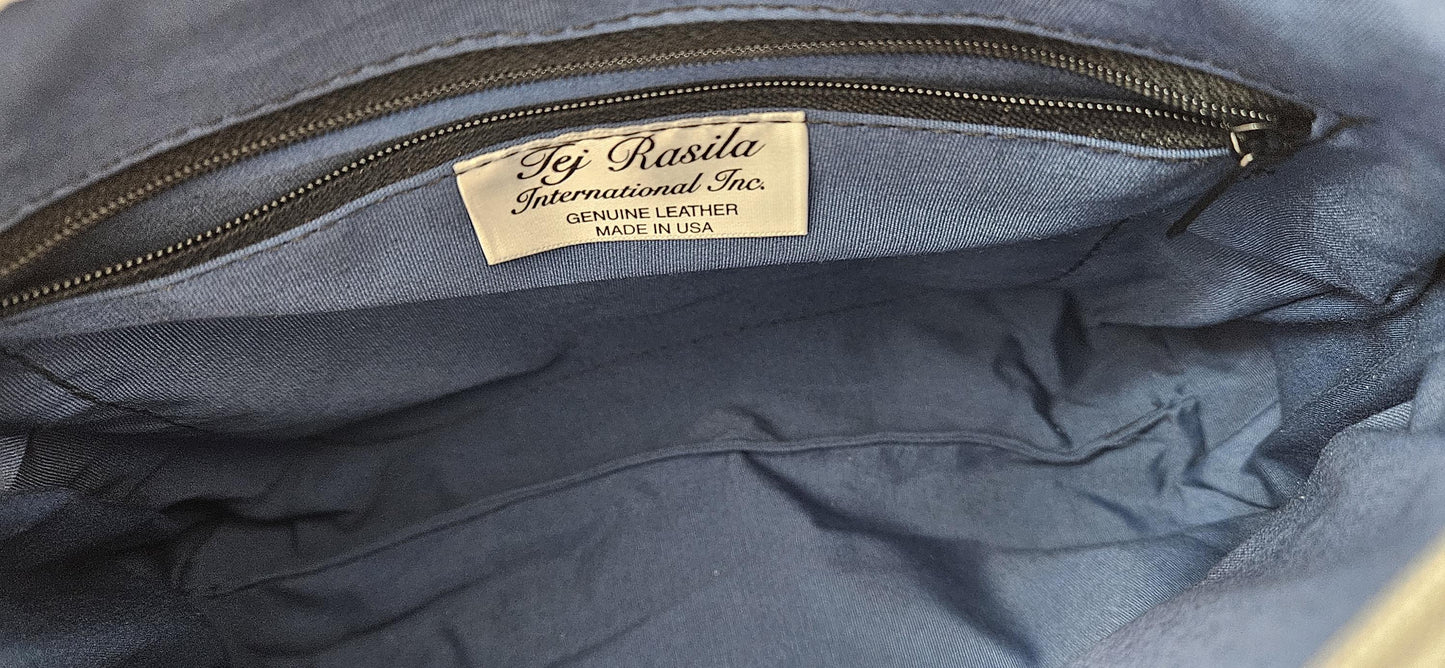 Tej Rasila
International Inc.
GENUINE LEATHER
MADE IN USA